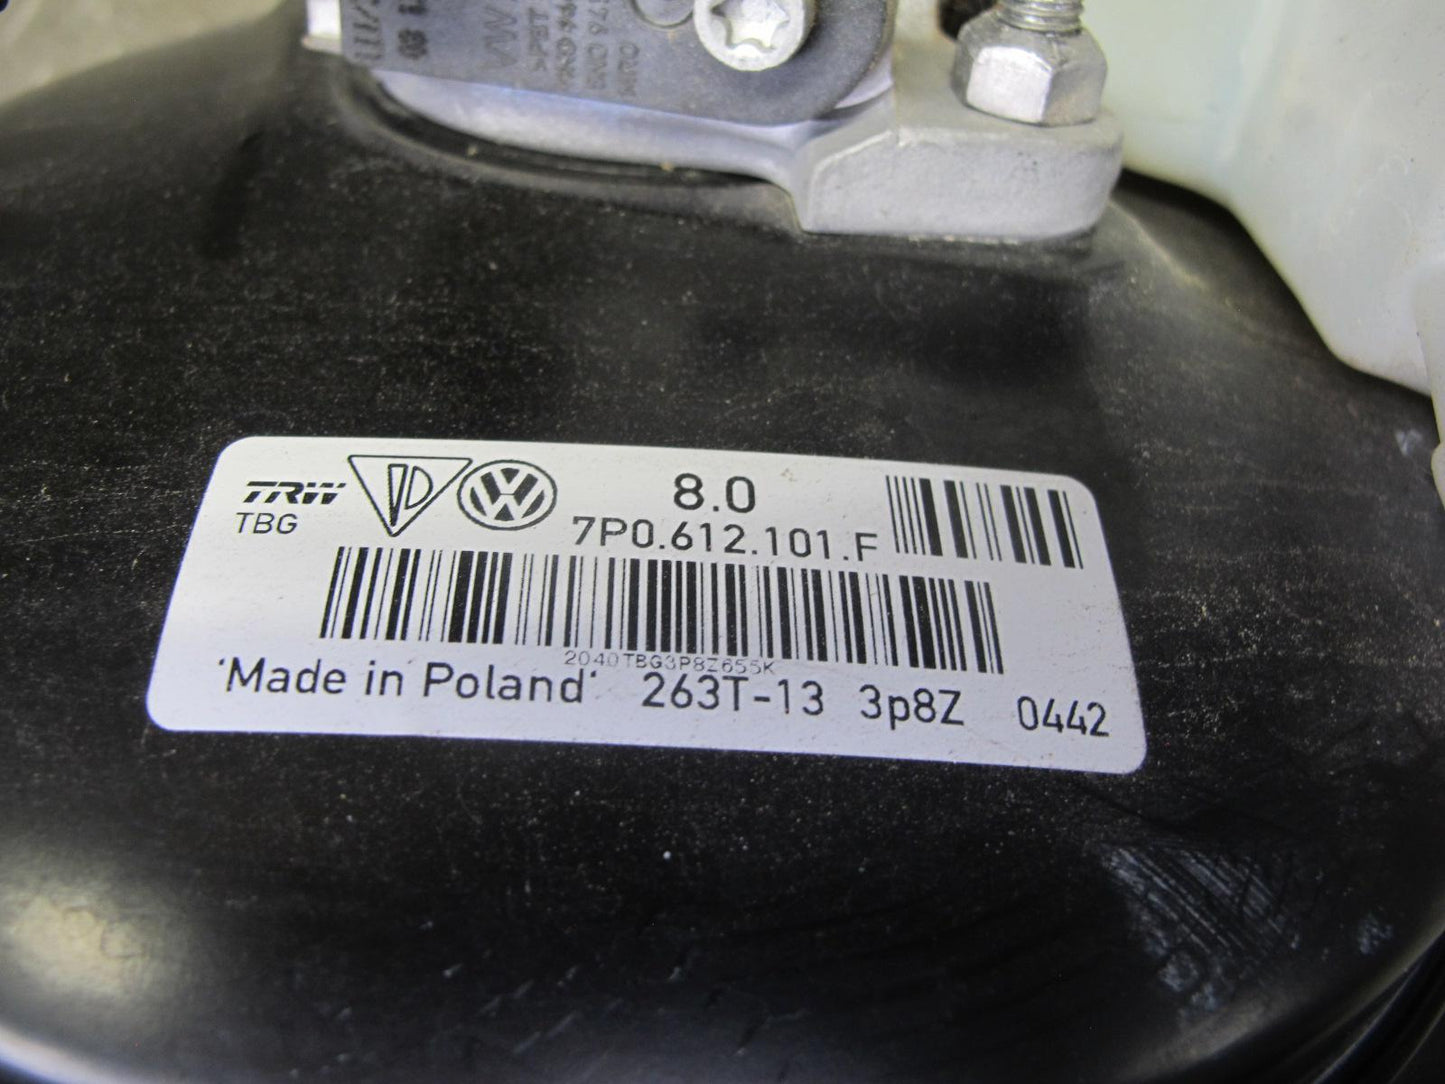 TRW
TBG
8.0
7P0.612.101.F
2040TBG3P8Z655K
'Made in Poland' 263T-13 3p8Z 0442